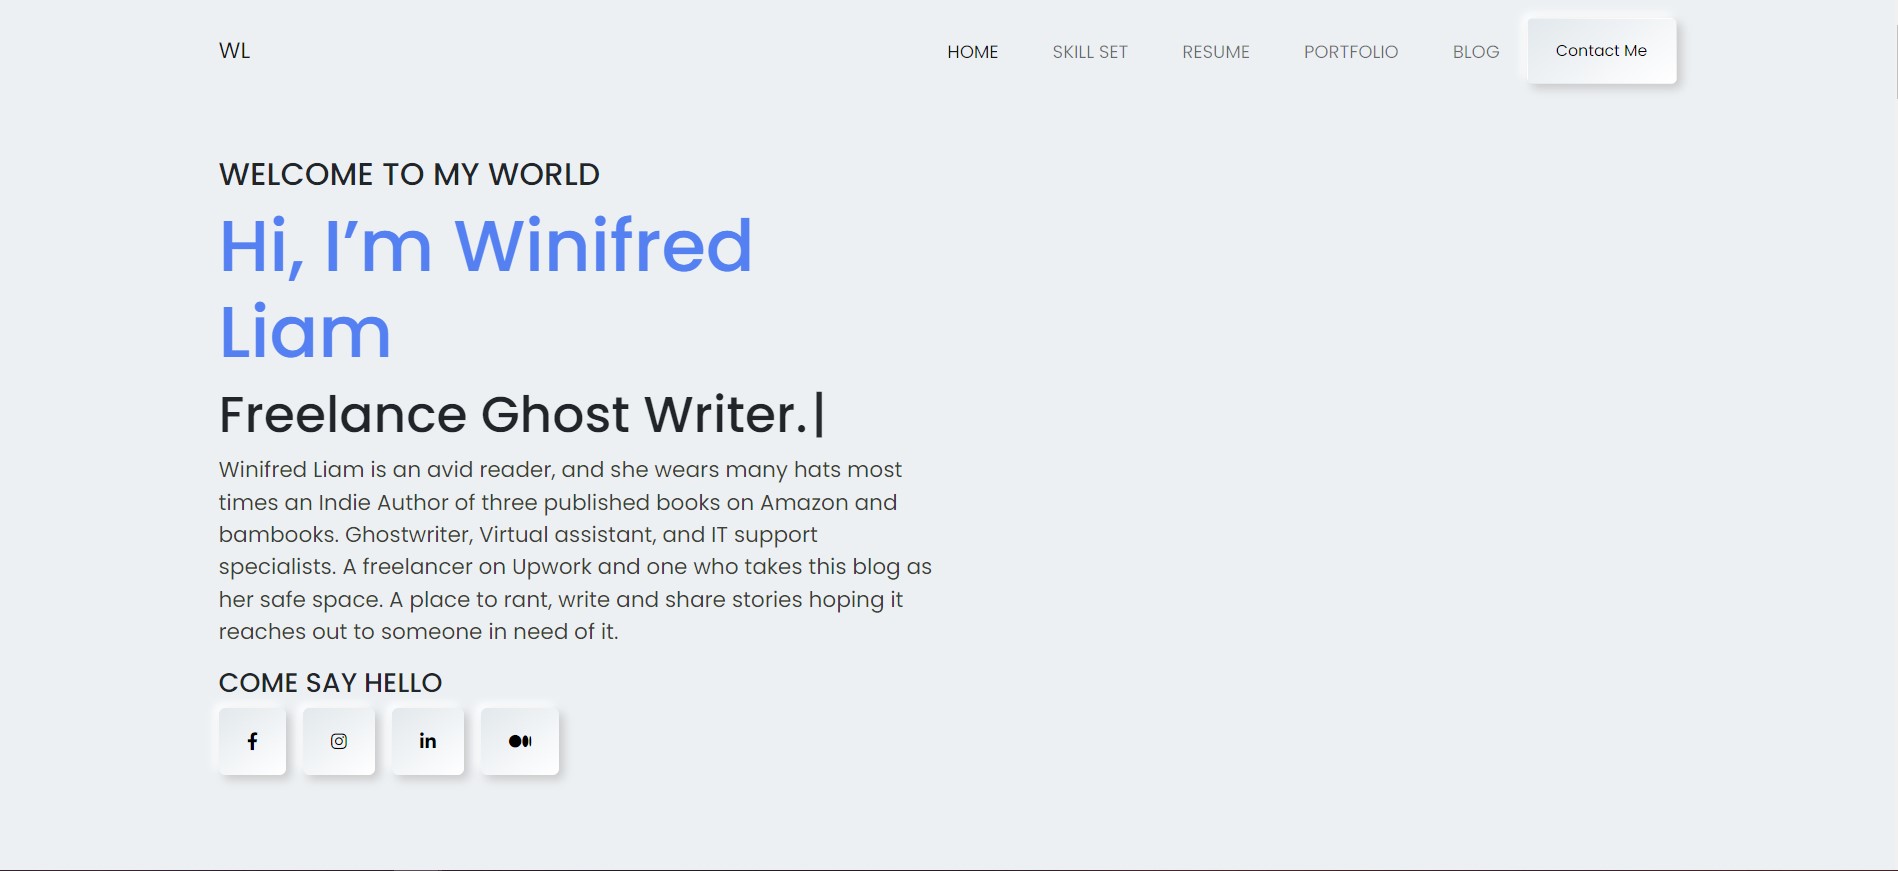 WL
HOME SKILL SET RESUME PORTFOLIO BLOG Contact Me
WELCOME TO MY WORLD
Hi, I’m Winifred
Liam
Freelance Ghost Writer.|
Winifred Liam is an avid reader, and she wears many hats most
times an Indie Author of three published books on Amazon and
bambooks. Ghostwriter, Virtual assistant, and IT support
specialists. A freelancer on Upwork and one who takes this blog as
her safe space. A place to rant, write and share stories hoping it
reaches out to someone in need of it.
COME SAY HELLO